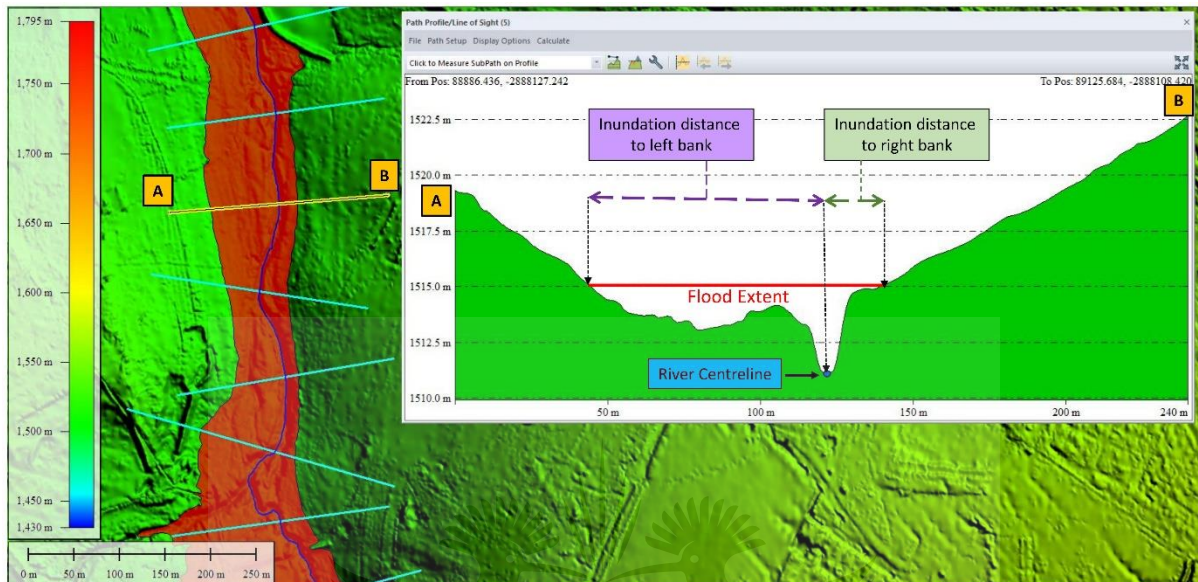 1,795 m
1,750 m
1,700 m
1,650 m
1,600 m
1,550 m
1,500 m
1,450 m
1,430 m
0 m 50 m 100 m 150 m 200 m 250 m
A
B
Path Profile/Line of Sight (5)
File Path Setup Display Options Calculate
Click to Measure SubPath on Profile
From Pos: 88886.436, -2888127.242
To Pos: 89125.684, -2888108.420
1522.5 m
1520.0 m
1517.5 m
1515.0 m
1512.5 m
1510.0 m
A
B
Inundation distance
to left bank
Inundation distance
to right bank
Flood Extent
River Centreline
50 m 100 m 150 m 200 m 240 m